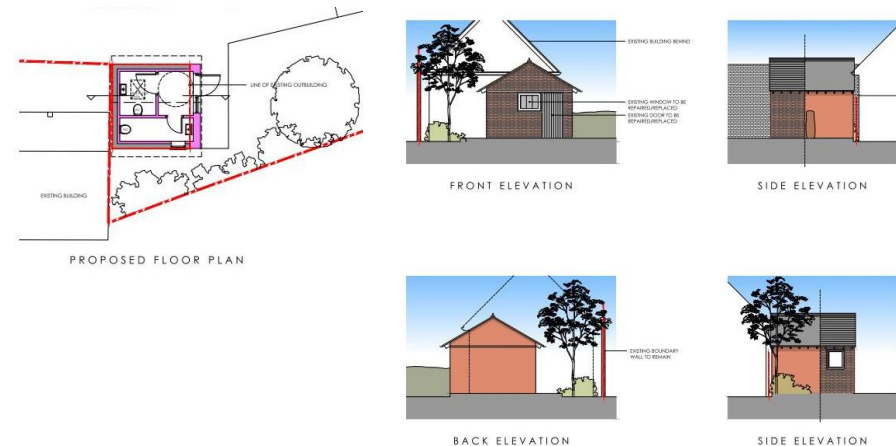 LINE OF EXISTING OUTBUILDING
EXISTING BUILDING
PROPOSED FLOOR PLAN
EXISTING BUILDING BEHIND
EXISTING WINDOW TO BE
REPAIRED/REPLACED
EXISTING DOOR TO BE
REPAIRED/REPLACED
FRONT ELEVATION
SIDE ELEVATION
EXISTING BOUNDARY
WALL TO REMAIN
BACK ELEVATION
SIDE ELEVATION